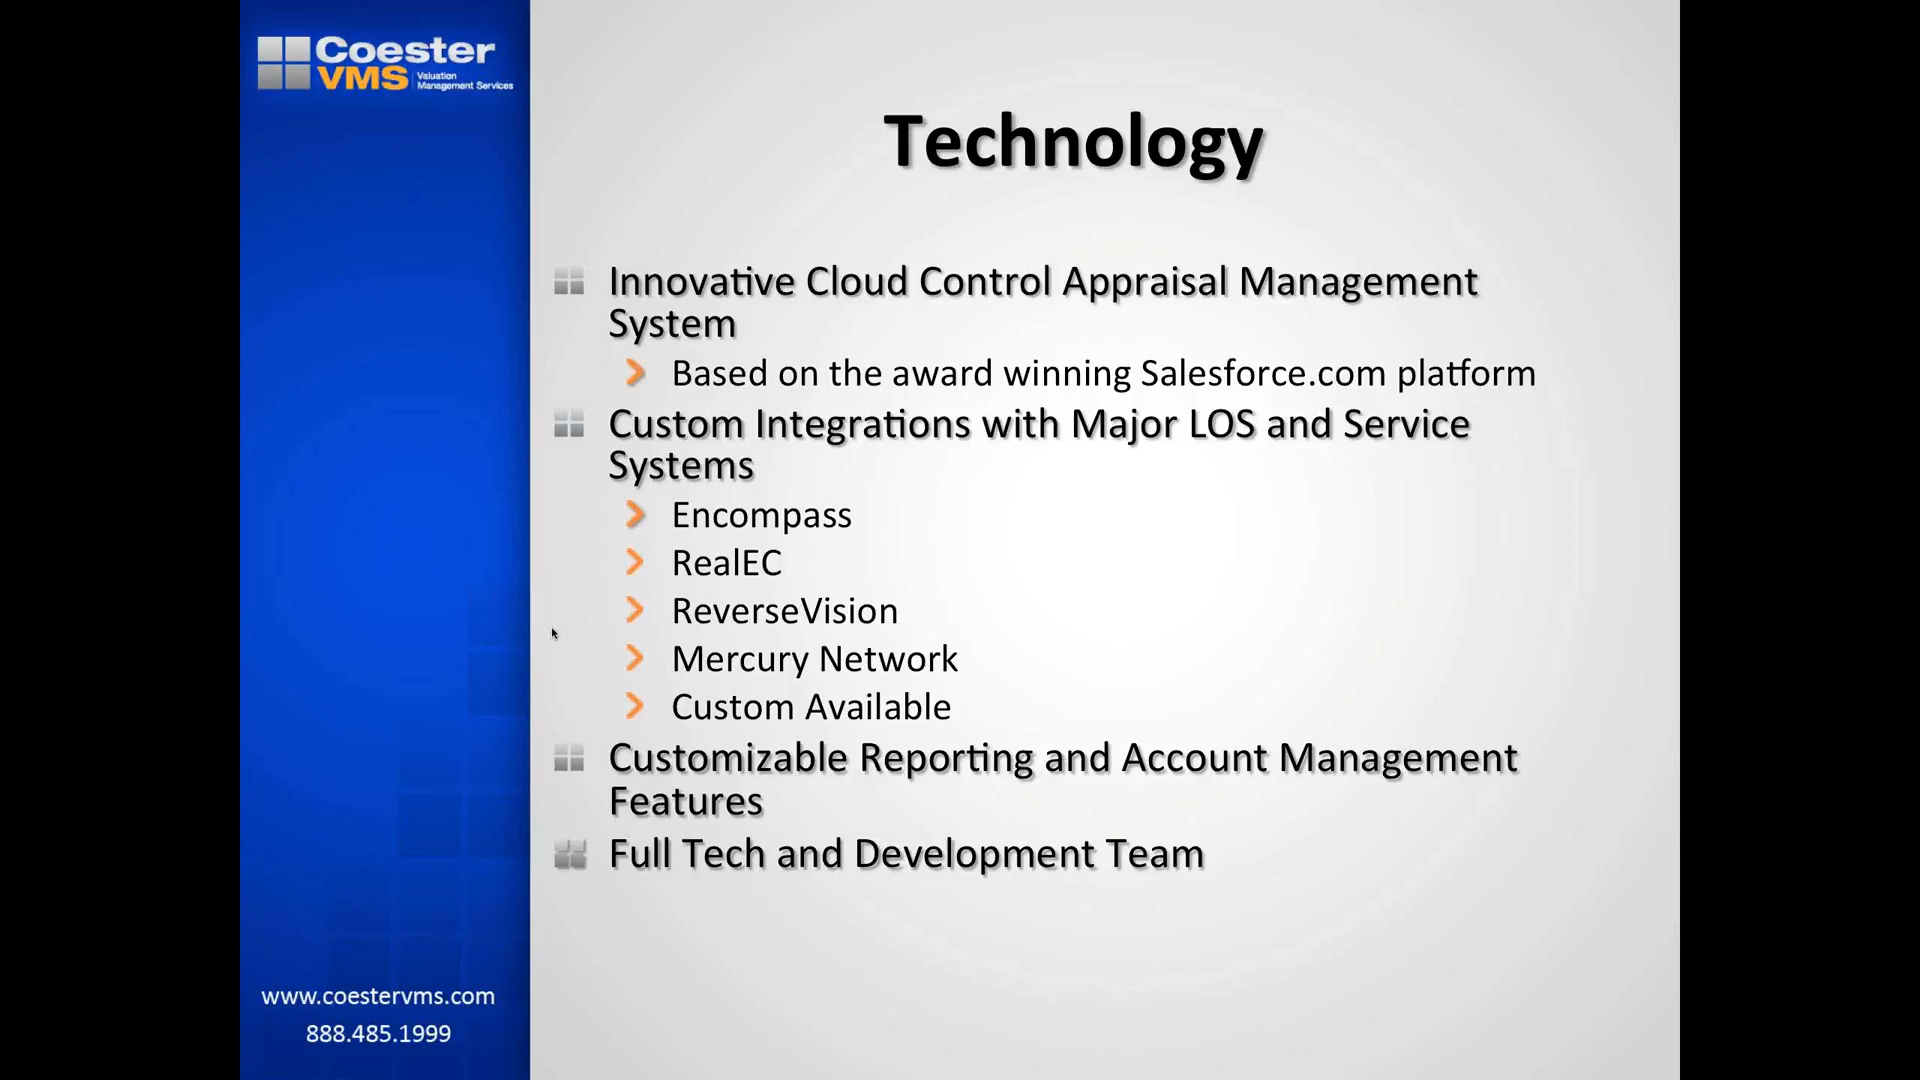 Coester
VMS
Valuation
Management Services
Technology
Innovative Cloud Control Appraisal Management
System
Based on the award winning Salesforce.com platform
Custom Integrations with Major LOS and Service
Systems
Encompass
RealEC
ReverseVision
Mercury Network
Custom Available
Customizable Reporting and Account Management
Features
Full Tech and Development Team
www.coestervms.com
888.485.1999